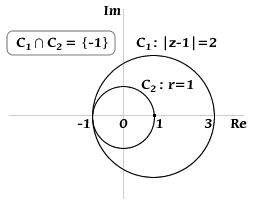 Im
C₁ ∩ C₂ = {-1}
C₁ : |z-1|=2
C₂ : r=1
-1 0 1 3 Re